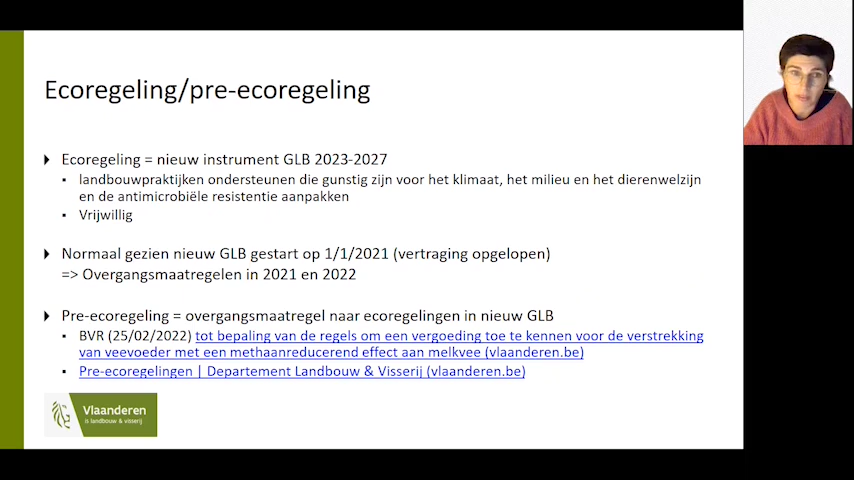 Ecoregeling/pre-ecoregeling
Ecoregeling = nieuw instrument GLB 2023-2027
landbouwpraktijken ondersteunen die gunstig zijn voor het klimaat, het milieu en het dierenwelzijn
en de antimicrobiële resistentie aanpakken
Vrijwillig
Normaal gezien nieuw GLB gestart op 1/1/2021 (vertraging opgelopen)
=> Overgangsmaatregelen in 2021 en 2022
Pre-ecoregeling = overgangsmaatregel naar ecoregelingen in nieuw GLB
BVR (25/02/2022) tot bepaling van de regels om een vergoeding toe te kennen voor de verstrekking
van veevoeder met een methaanreducerend effect aan melkvee (vlaanderen.be)
Pre-ecoregelingen | Departement Landbouw & Visserij (vlaanderen.be)
Vlaanderen
is landbouw & visserij